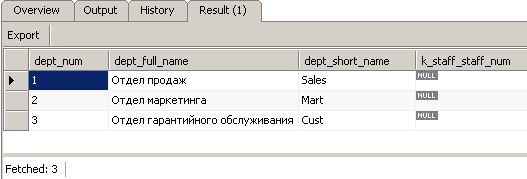 Overview Output History Result (1)
Export
dept_num dept_full_name dept_short_name k_staff_staff_num
1 Отдел продаж Sales NULL
2 Отдел маркетинга Mart NULL
3 Отдел гарантийного обслуживания Cust NULL
Fetched: 3